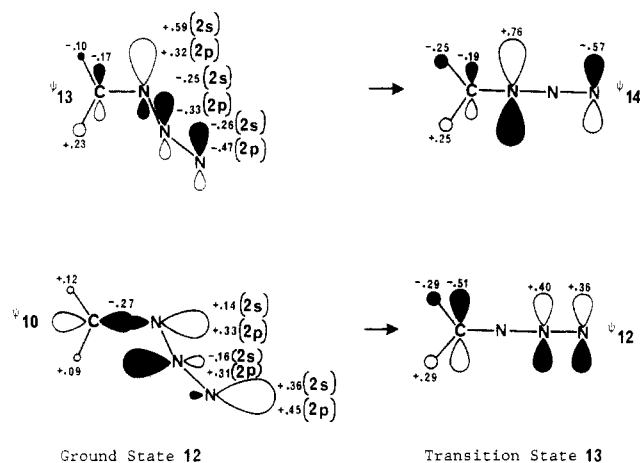 +.59(2s)
-.10 +.32(2p) -.25 +.76 -.57
-.17 -.25(2s) -.19
ψ13 C N -.33(2p) C N N N ψ14
N -.26(2s)
+.23 N -.47(2p) +.25
+.12 -.29 -.51 +.40 +.36
-.27 +.14(2s)
ψ10 C N +.33(2p) C N N N ψ12
-.16(2s)
N +.31(2p) +.36(2s)
+.09 N +.45(2p) +.29
Ground State 12 Transition State 13